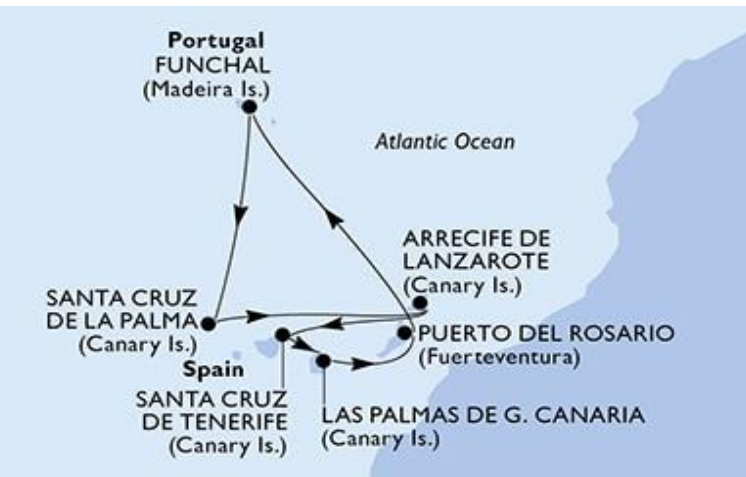 Portugal
FUNCHAL
(Madeira Is.)
Atlantic Ocean
ARRECIFE DE
LANZAROTE
(Canary Is.)
SANTA CRUZ
DE LA PALMA
(Canary Is.)
PUERTO DEL ROSARIO
(Fuerteventura)
Spain
SANTA CRUZ
DE TENERIFE
(Canary Is.)
LAS PALMAS DE G. CANARIA
(Canary Is.)